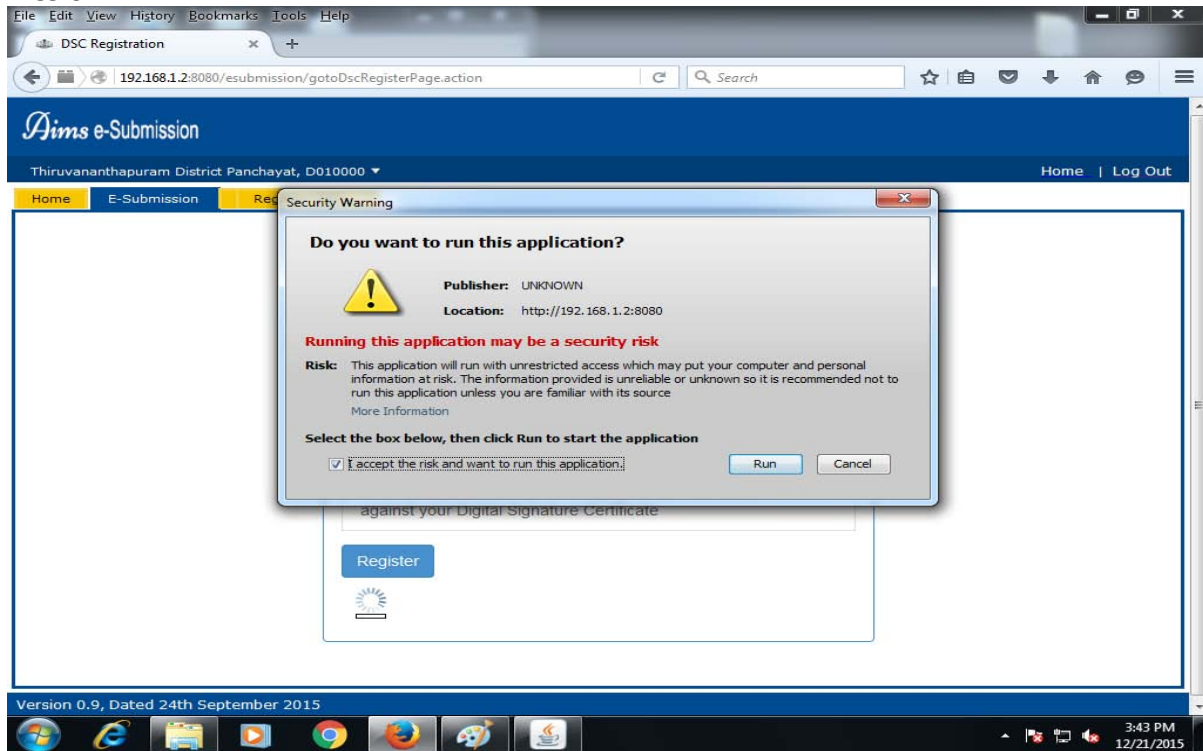 File Edit View History Bookmarks Tools Help
DSC Registration
192.168.1.2:8080/esubmission/gotoDscRegisterPage.action
Search
Aims e-Submission
Thiruvananthapuram District Panchayat, D010000
Home | Log Out
Home E-Submission Reg
Security Warning
Do you want to run this application?
Publisher: UNKNOWN
Location: http://192.168.1.2:8080
Running this application may be a security risk
Risk: This application will run with unrestricted access which may put your computer and personal
information at risk. The information provided is unreliable or unknown so it is recommended not to
run this application unless you are familiar with its source
More Information
Select the box below, then click Run to start the application
I accept the risk and want to run this application.
Run Cancel
against your Digital Signature Certificate
Register
Version 0.9, Dated 24th September 2015
3:43 PM
12/21/2015